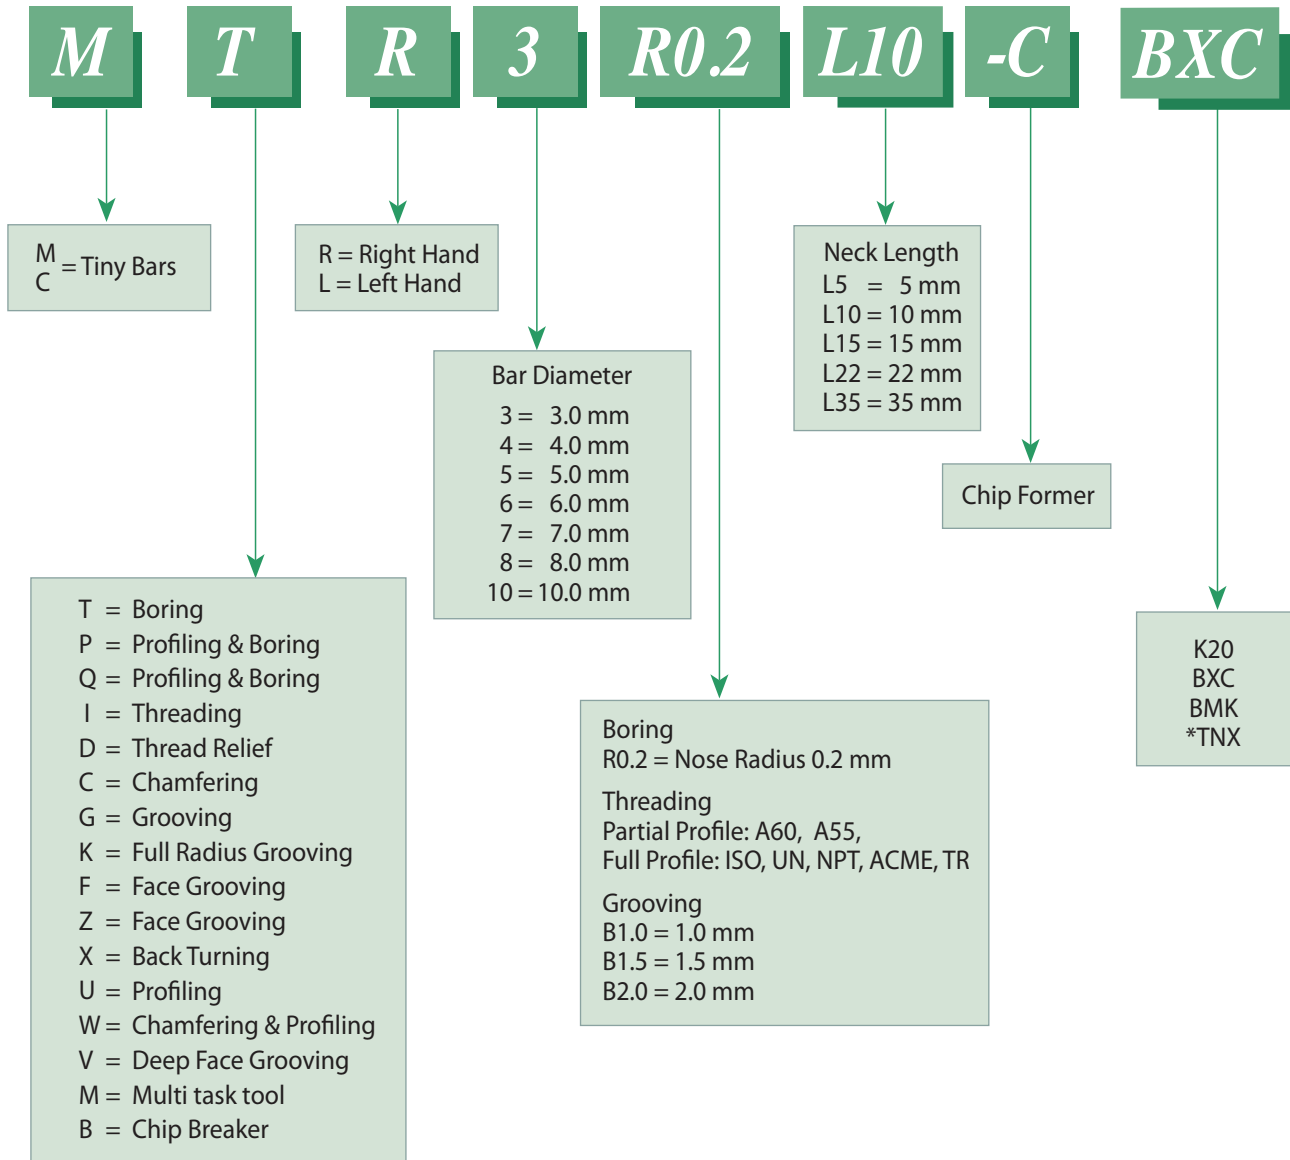 M T R 3 R0.2 L10 -C BXC
M
C = Tiny Bars
R = Right Hand
L = Left Hand
Neck Length
L5 = 5 mm
L10 = 10 mm
L15 = 15 mm
L22 = 22 mm
L35 = 35 mm
Bar Diameter
3 = 3.0 mm
4 = 4.0 mm
5 = 5.0 mm
6 = 6.0 mm
7 = 7.0 mm
8 = 8.0 mm
10 = 10.0 mm
Chip Former
T = Boring
P = Profiling & Boring
Q = Profiling & Boring
I = Threading
D = Thread Relief
C = Chamfering
G = Grooving
K = Full Radius Grooving
F = Face Grooving
Z = Face Grooving
X = Back Turning
U = Profiling
W = Chamfering & Profiling
V = Deep Face Grooving
M = Multi task tool
B = Chip Breaker
Boring
R0.2 = Nose Radius 0.2 mm
Threading
Partial Profile: A60, A55,
Full Profile: ISO, UN, NPT, ACME, TR
Grooving
B1.0 = 1.0 mm
B1.5 = 1.5 mm
B2.0 = 2.0 mm
K20
BXC
BMK
*TNX